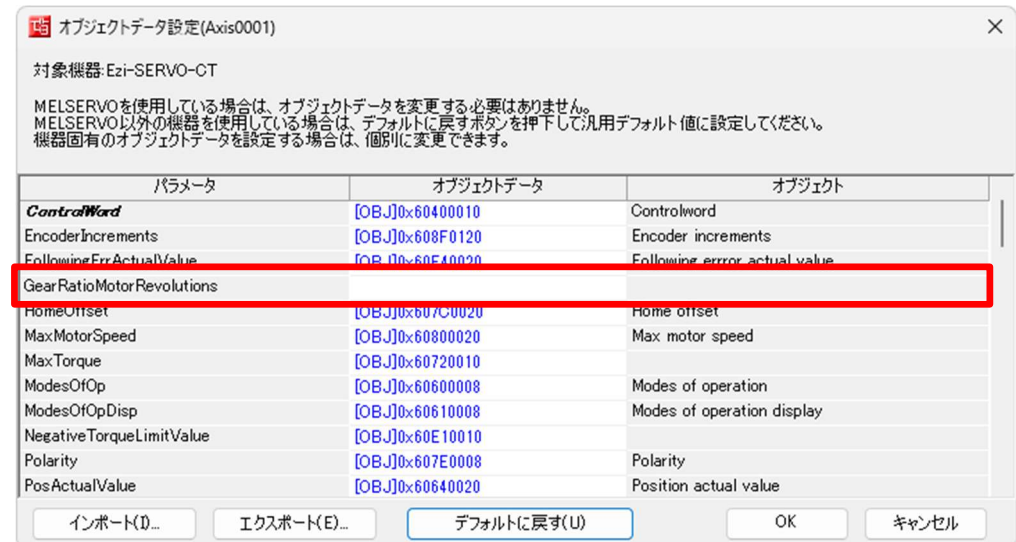 オブジェクトデータ設定(Axis0001)
対象機器:Ezi-SERVO-CT
MELSERVOを使用している場合は、オブジェクトデータを変更する必要はありません。
MELSERVO以外の機器を使用している場合は、デフォルトに戻すボタンを押下して汎用デフォルト値に設定してください。
機器固有のオブジェクトデータを設定する場合は、個別に変更できます。
パラメータ オブジェクトデータ オブジェクト
ControlWord [OBJ]0x60400010 Controlword
EncoderIncrements [OBJ]0x608F0120 Encoder increments
FollowingErrActualValue [OBJ]0x60F40020 Following errror actual value
GearRatioMotorRevolutions
HomeOffset [OBJ]0x607C0020 Home offset
MaxMotorSpeed [OBJ]0x60800020 Max motor speed
MaxTorque [OBJ]0x60720010
ModesOfOp [OBJ]0x60600008 Modes of operation
ModesOfOpDisp [OBJ]0x60610008 Modes of operation display
NegativeTorqueLimitValue [OBJ]0x60E10010
Polarity [OBJ]0x607E0008 Polarity
PosActualValue [OBJ]0x60640020 Position actual value
インポート(I)... エクスポート(E)... デフォルトに戻す(U) OK キャンセル